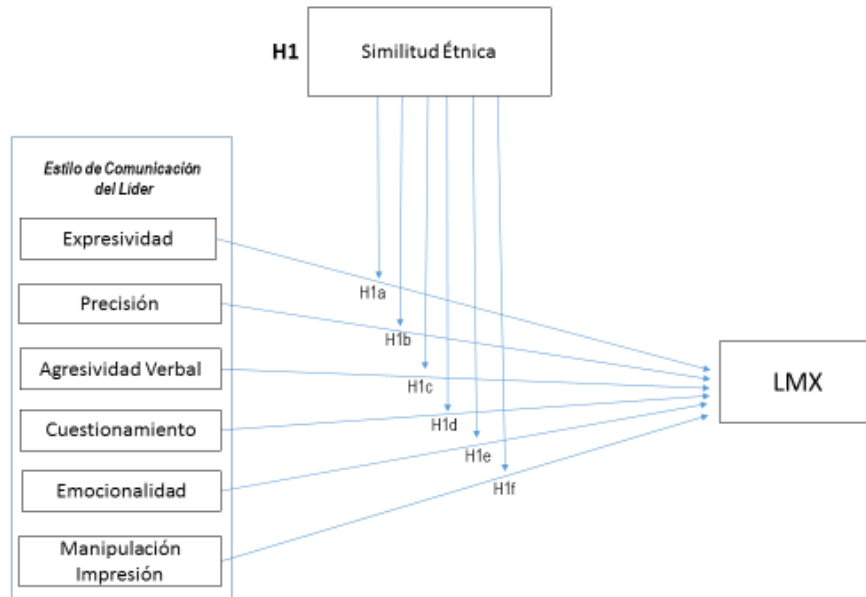 H1
Similitud Étnica
Estilo de Comunicación
del Líder
Expresividad
Precisión
Agresividad Verbal
Cuestionamiento
Emocionalidad
Manipulación
Impresión
H1a
H1b
H1c
H1d
H1e
H1f
LMX